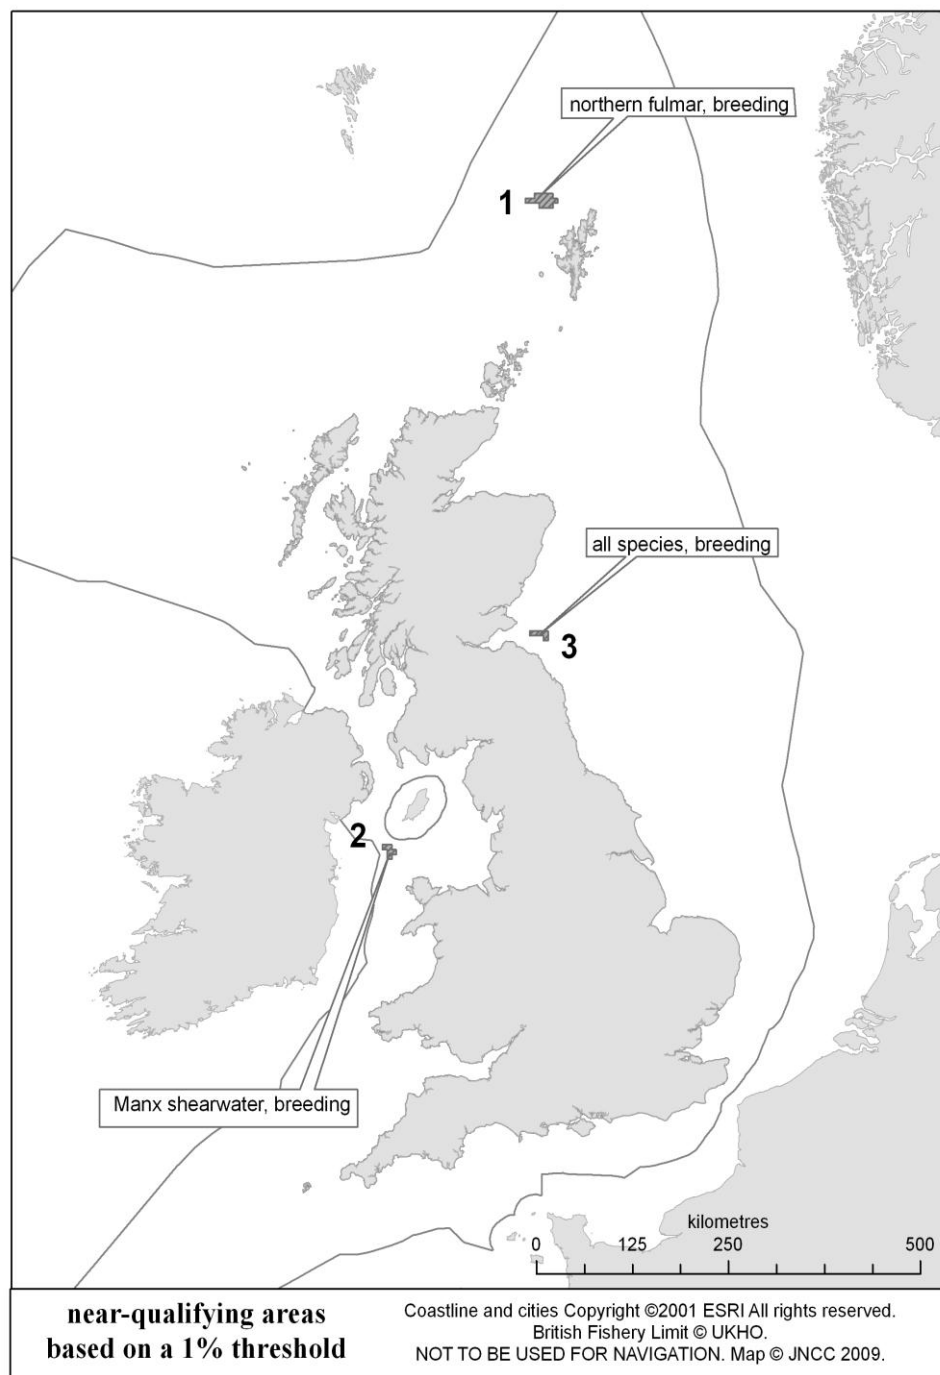 northern fulmar, breeding
1
all species, breeding
3
2
Manx shearwater, breeding
kilometres
0 125 250 500
near-qualifying areas
based on a 1% threshold
Coastline and cities Copyright ©2001 ESRI All rights reserved.
British Fishery Limit © UKHO.
NOT TO BE USED FOR NAVIGATION. Map © JNCC 2009.